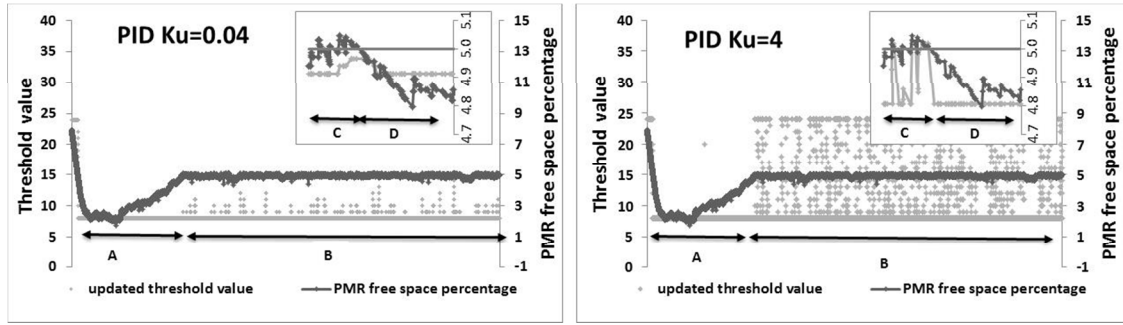 PID Ku=0.04
Threshold value
40
35
30
25
20
15
10
5
0
PMR free space percentage
15
13
11
9
7
5
3
1
-1
5.1
5.0
4.9
4.8
4.7
C
D
A
B
updated threshold value
PMR free space percentage
PID Ku=4
Threshold value
40
35
30
25
20
15
10
5
0
PMR free space percentage
15
13
11
9
7
5
3
1
-1
5.1
5.0
4.9
4.8
4.7
C
D
A
B
updated threshold value
PMR free space percentage